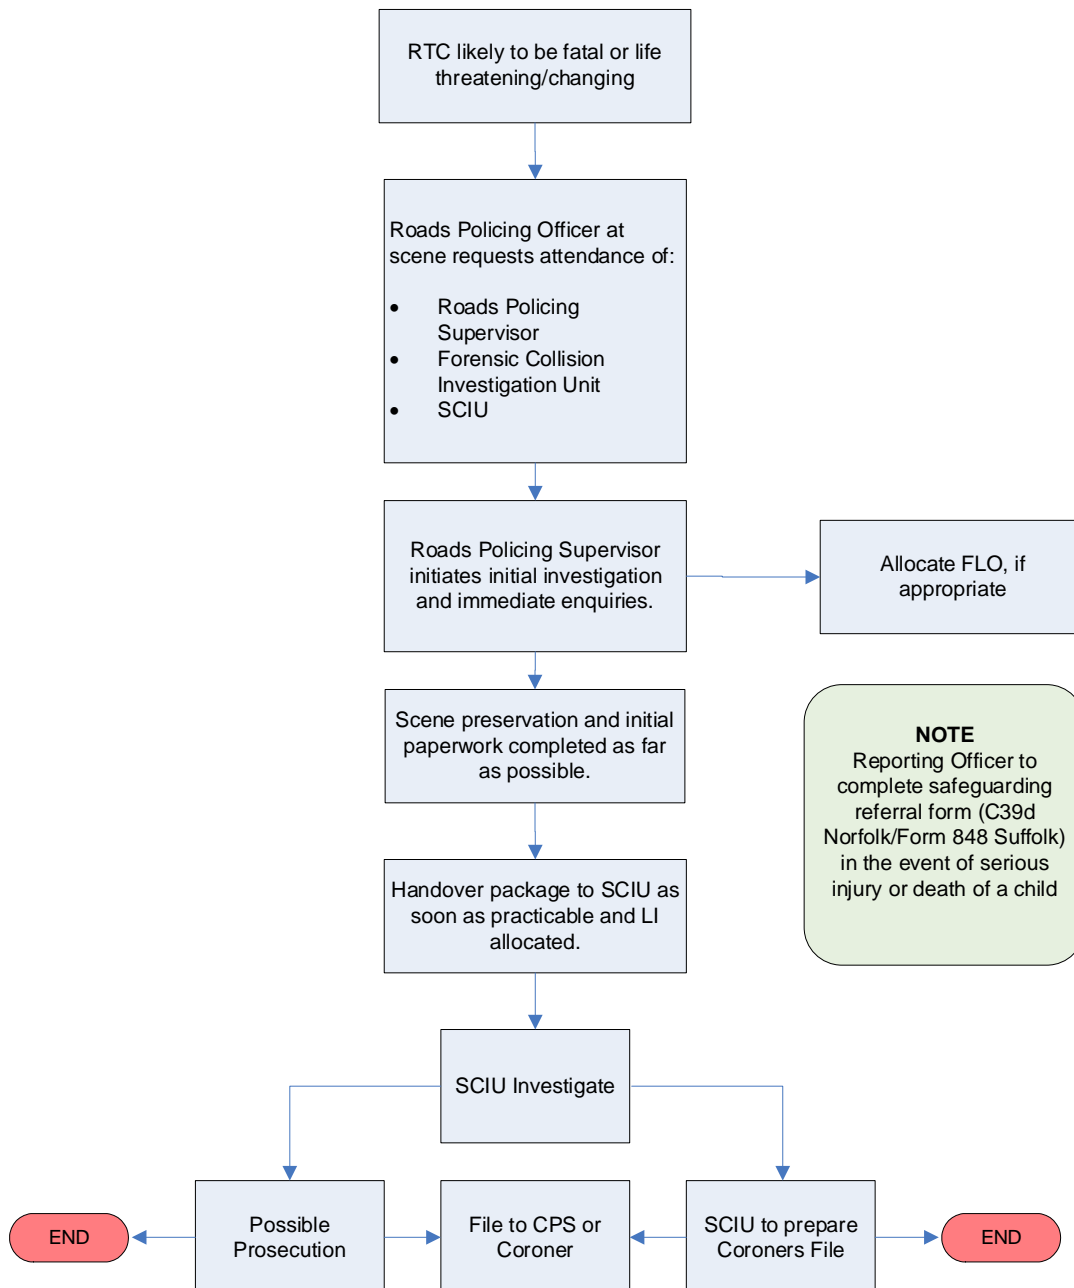 RTC likely to be fatal or life
threatening/changing
Roads Policing Officer at
scene requests attendance of:
• Roads Policing
Supervisor
• Forensic Collision
Investigation Unit
• SCIU
Roads Policing Supervisor
initiates initial investigation
and immediate enquiries.
Allocate FLO, if
appropriate
Scene preservation and initial
paperwork completed as far
as possible.
NOTE
Reporting Officer to
complete safeguarding
referral form (C39d
Norfolk/Form 848 Suffolk)
in the event of serious
injury or death of a child
Handover package to SCIU as
soon as practicable and LI
allocated.
SCIU Investigate
END
Possible
Prosecution
File to CPS or
Coroner
SCIU to prepare
Coroners File
END